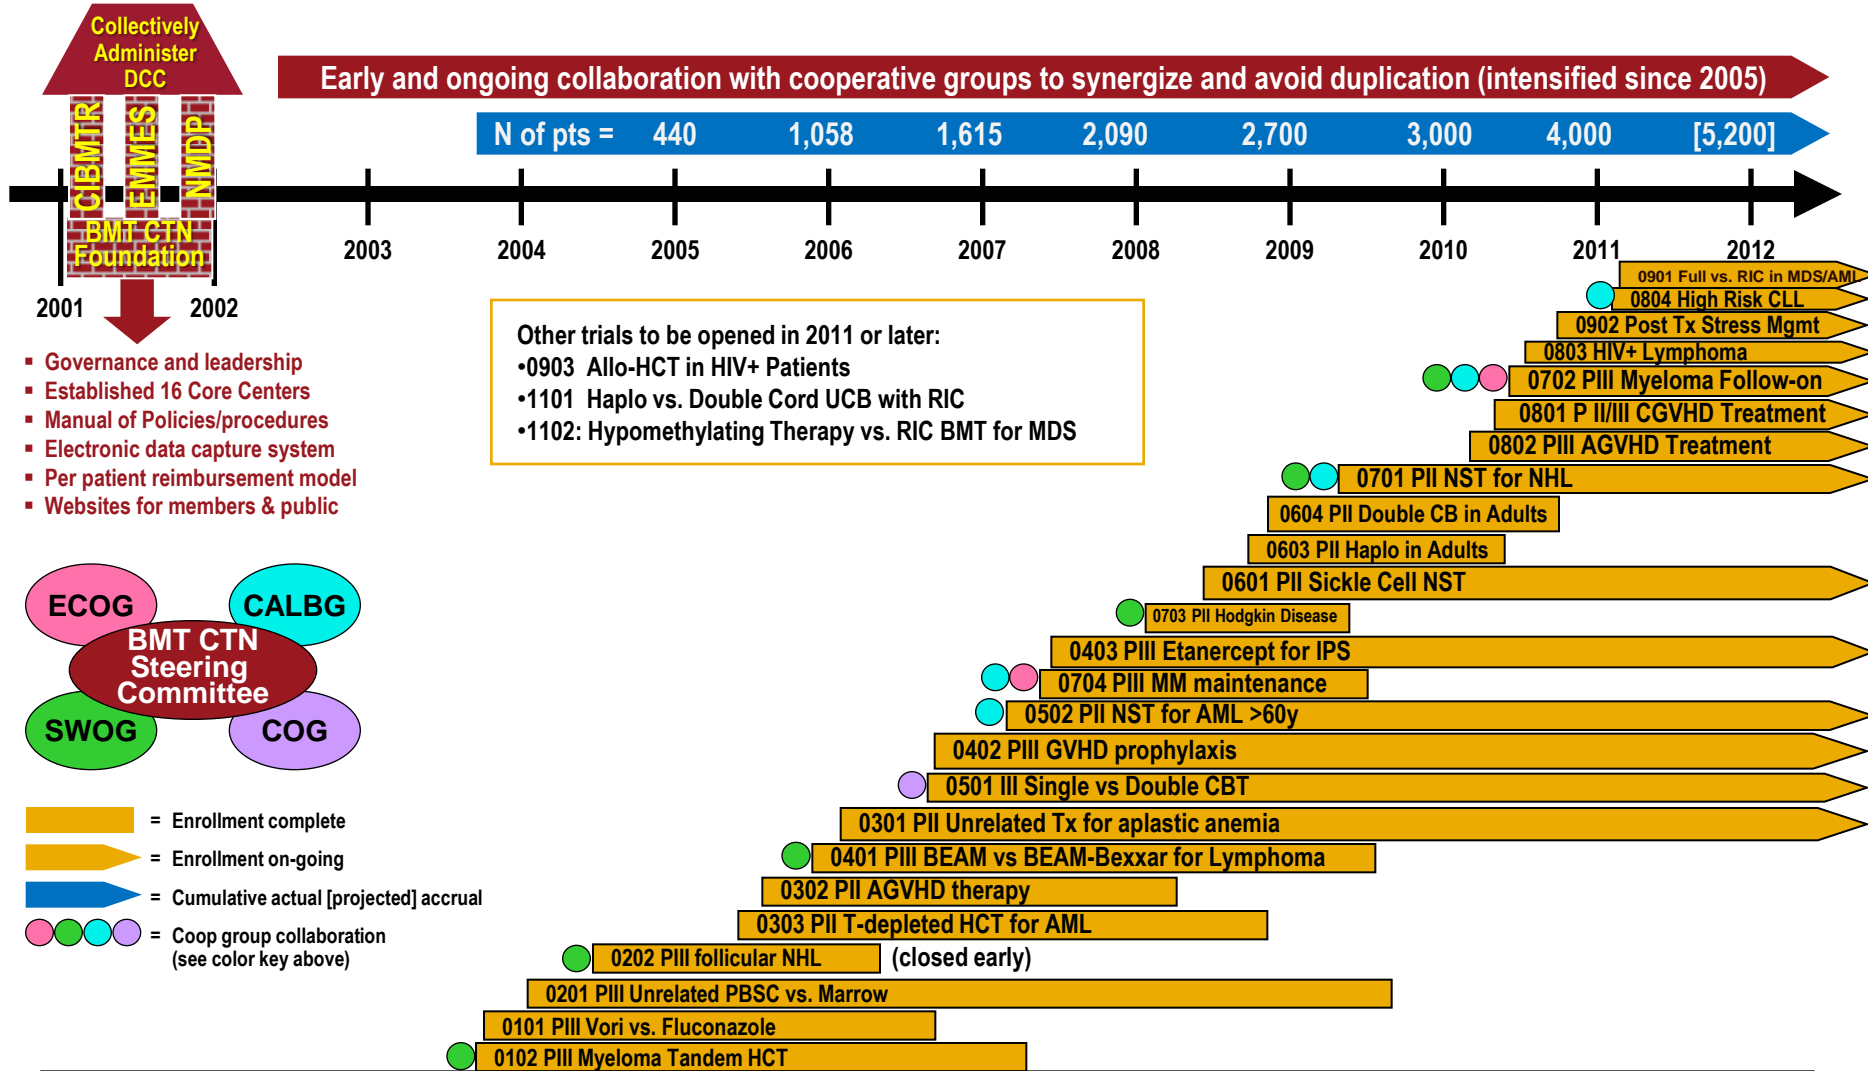 Collectively
Administer
DCC
CIBMTR
EMMES
NMDP
BMT CTN
Foundation
Early and ongoing collaboration with cooperative groups to synergize and avoid duplication (intensified since 2005)
N of pts = 440 1,058 1,615 2,090 2,700 3,000 4,000 [5,200]
2001 2002 2003 2004 2005 2006 2007 2008 2009 2010 2011 2012
▪ Governance and leadership
▪ Established 16 Core Centers
▪ Manual of Policies/procedures
▪ Electronic data capture system
▪ Per patient reimbursement model
▪ Websites for members & public
Other trials to be opened in 2011 or later:
•0903 Allo-HCT in HIV+ Patients
•1101 Haplo vs. Double Cord UCB with RIC
•1102: Hypomethylating Therapy vs. RIC BMT for MDS
0901 Full vs. RIC in MDS/AML
0804 High Risk CLL
0902 Post Tx Stress Mgmt
0803 HIV+ Lymphoma
0702 PIII Myeloma Follow-on
0801 P II/III CGVHD Treatment
0802 PIII AGVHD Treatment
0701 PII NST for NHL
0604 PII Double CB in Adults
0603 PII Haplo in Adults
0601 PII Sickle Cell NST
0703 PII Hodgkin Disease
0403 PIII Etanercept for IPS
0704 PIII MM maintenance
0502 PII NST for AML >60y
0402 PIII GVHD prophylaxis
0501 III Single vs Double CBT
0301 PII Unrelated Tx for aplastic anemia
0401 PIII BEAM vs BEAM-Bexxar for Lymphoma
0302 PII AGVHD therapy
0303 PII T-depleted HCT for AML
0202 PIII follicular NHL (closed early)
0201 PIII Unrelated PBSC vs. Marrow
0101 PIII Vori vs. Fluconazole
0102 PIII Myeloma Tandem HCT
ECOG
CALBG
BMT CTN
Steering
Committee
SWOG
COG
= Enrollment complete
= Enrollment on-going
= Cumulative actual [projected] accrual
= Coop group collaboration
(see color key above)